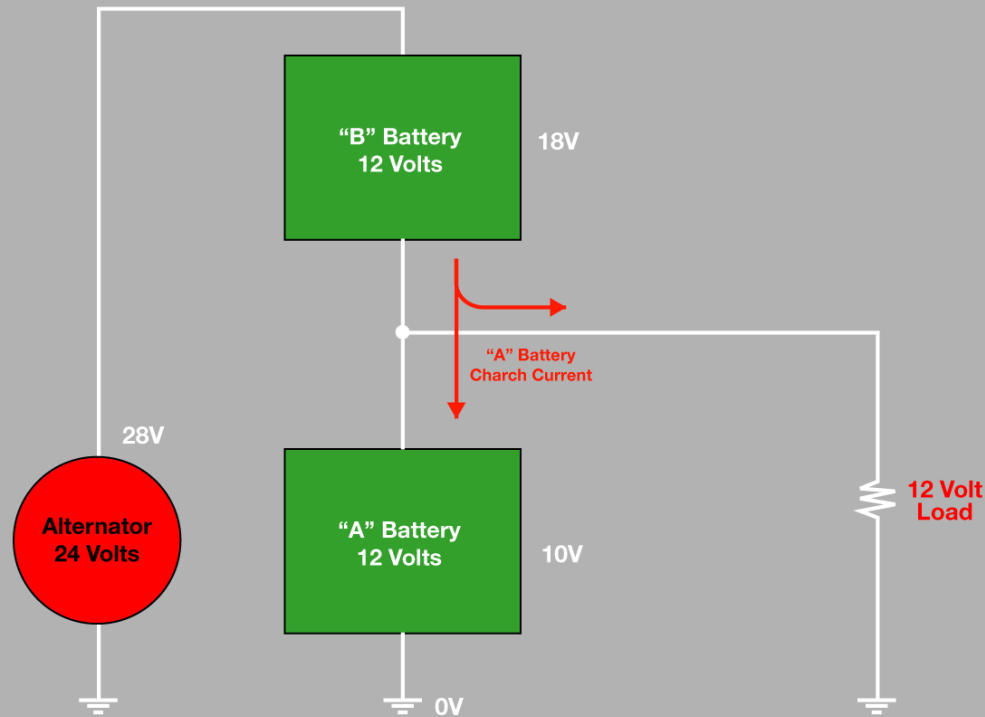 “B” Battery
12 Volts
18V
“A” Battery
Charch Current
28V
Alternator
24 Volts
“A” Battery
12 Volts
10V
12 Volt
Load
0V